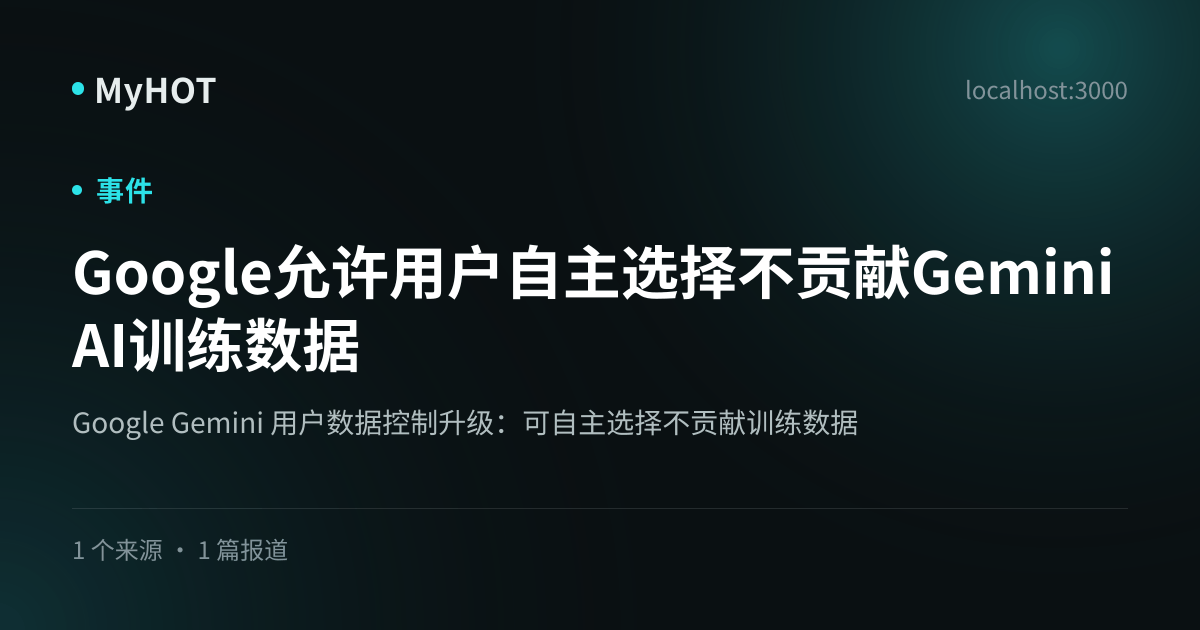 MyHOT
localhost:3000
事件
Google允许用户自主选择不贡献Gemini
AI训练数据
Google Gemini 用户数据控制升级：可自主选择不贡献训练数据
1 个来源 · 1 篇报道